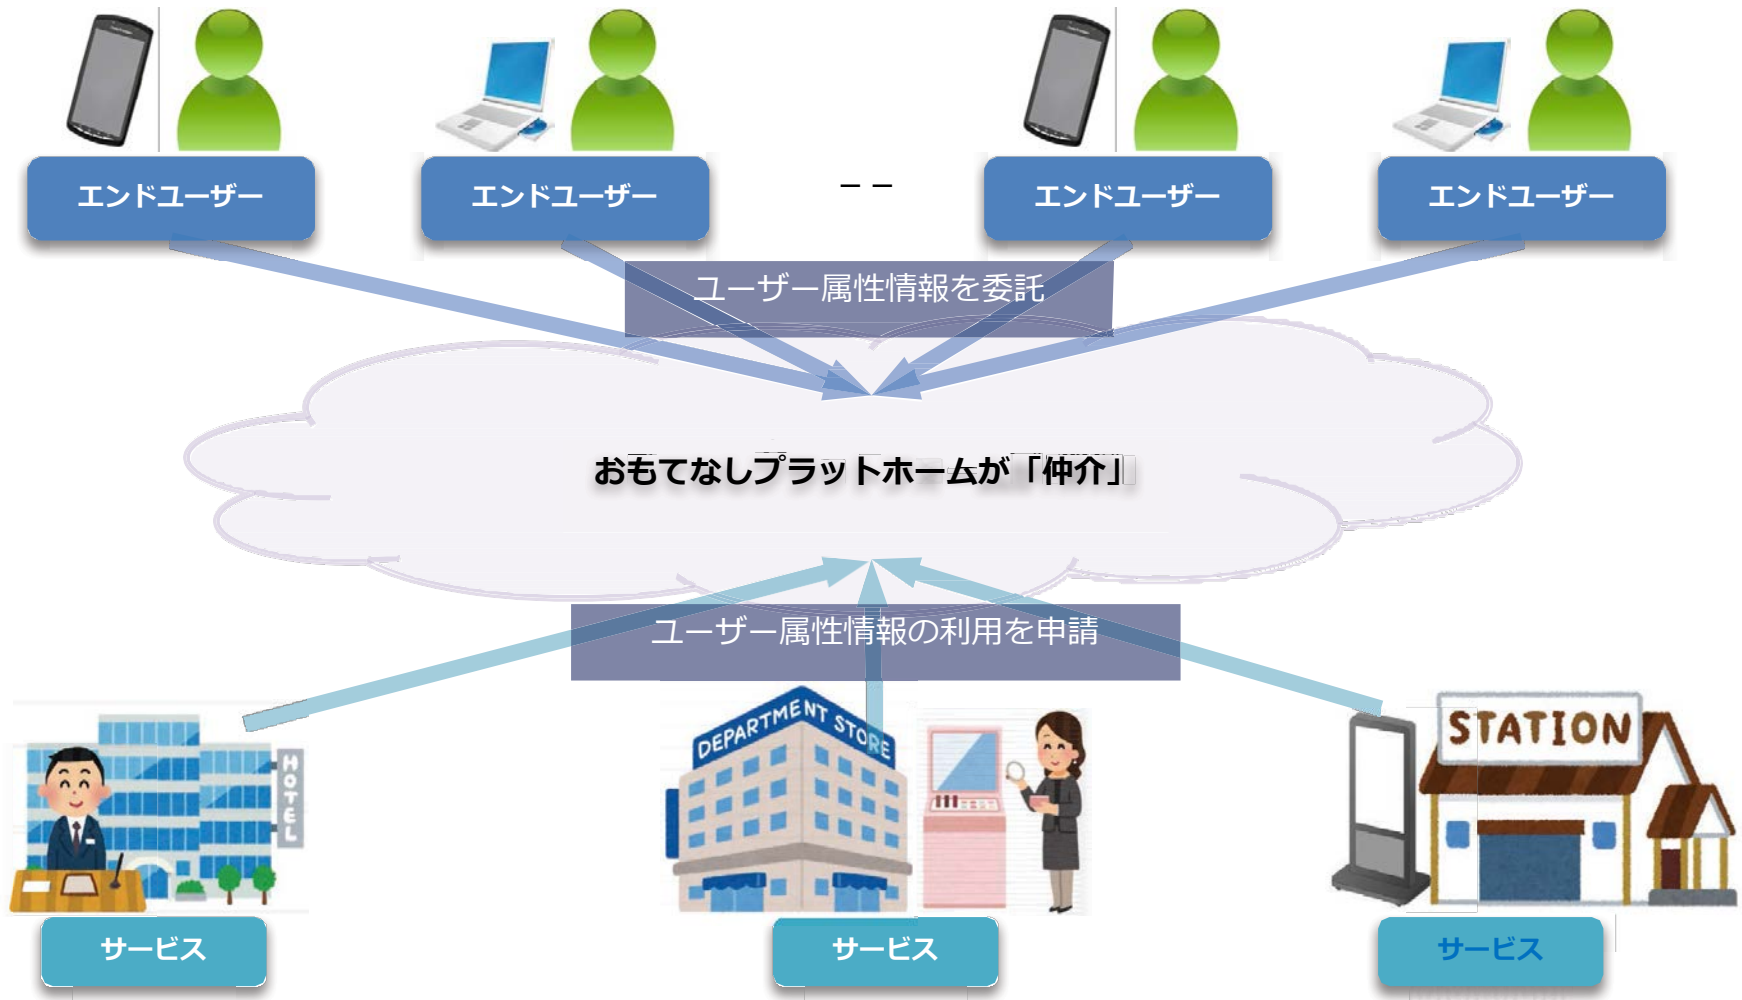 エンドユーザー
エンドユーザー
– –
エンドユーザー
エンドユーザー
ユーザー属性情報を委託
おもてなしプラットホームが「仲介」
ユーザー属性情報の利用を申請
HOTEL
DEPARTMENT STORE
STATION
サービス
サービス
サービス